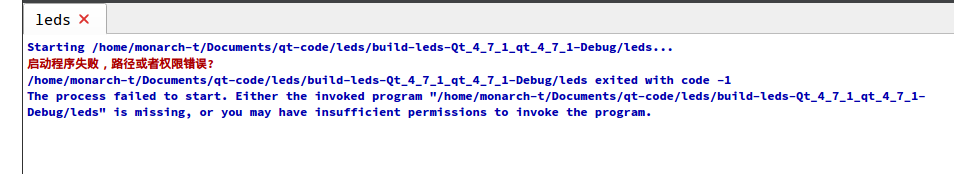 leds ✕
Starting /home/monarch-t/Documents/qt-code/leds/build-leds-Qt_4_7_1_qt_4_7_1-Debug/leds...
启动程序失败，路径或者权限错误?
/home/monarch-t/Documents/qt-code/leds/build-leds-Qt_4_7_1_qt_4_7_1-Debug/leds exited with code -1
The process failed to start. Either the invoked program "/home/monarch-t/Documents/qt-code/leds/build-leds-Qt_4_7_1_qt_4_7_1-
Debug/leds" is missing, or you may have insufficient permissions to invoke the program.